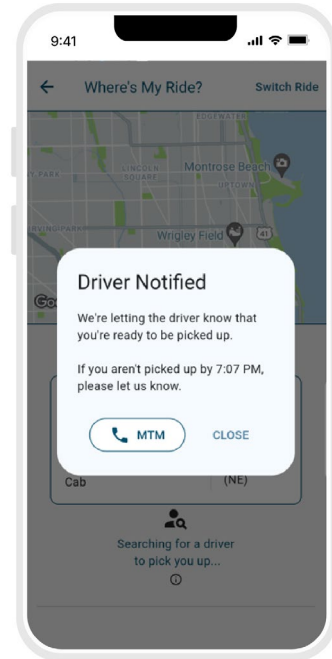 9:41
Where's My Ride?
Switch Ride
EDGEWATER
Y PARK
LINCOLN
SQUARE
Montrose Beach
UPTOWN
IRVING PARK
Wrigley Field
41
Goo
Driver Notified
We're letting the driver know that
you're ready to be picked up.
If you aren't picked up by 7:07 PM,
please let us know.
MTM
CLOSE
Cab
(NE)
Searching for a driver
to pick you up...